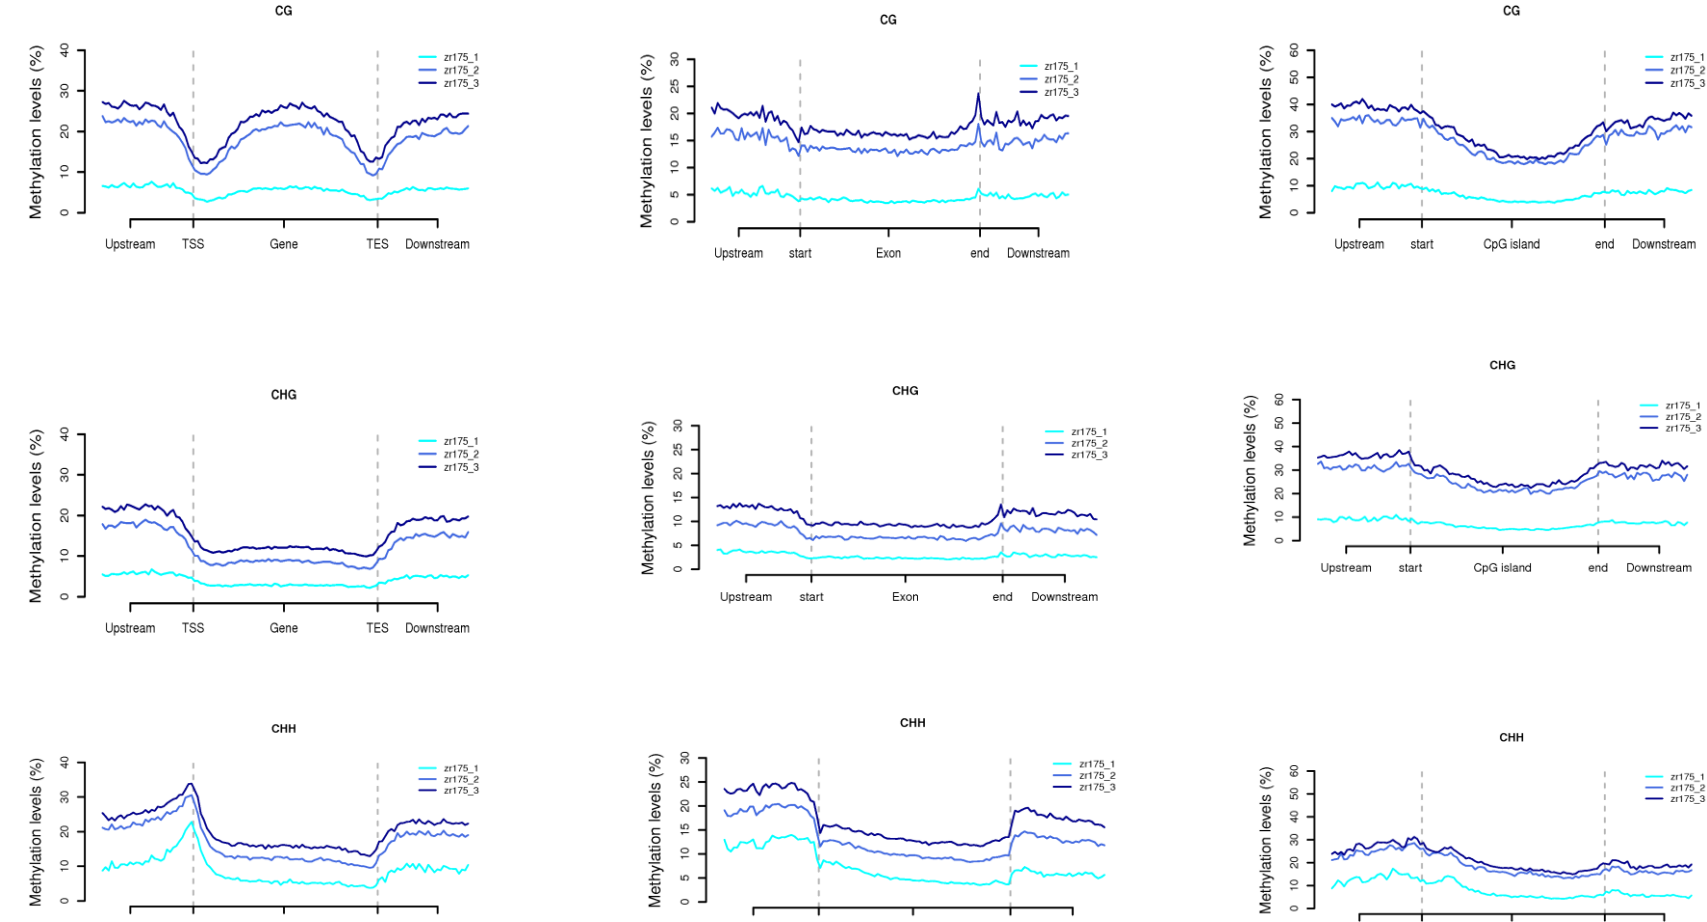 CG
Methylation levels (%)
0 10 20 30 40
zr175_1
zr175_2
zr175_3
Upstream TSS Gene TES Downstream
CG
Methylation levels (%)
0 5 10 15 20 25 30
zr175_1
zr175_2
zr175_3
Upstream start Exon end Downstream
CG
Methylation levels (%)
0 10 20 30 40 50 60
zr175_1
zr175_2
zr175_3
Upstream start CpG island end Downstream
CHG
Methylation levels (%)
0 10 20 30 40
zr175_1
zr175_2
zr175_3
Upstream TSS Gene TES Downstream
CHG
Methylation levels (%)
0 5 10 15 20 25 30
zr175_1
zr175_2
zr175_3
Upstream start Exon end Downstream
CHG
Methylation levels (%)
0 10 20 30 40 50 60
zr175_1
zr175_2
zr175_3
Upstream start CpG island end Downstream
CHH
Methylation levels (%)
0 10 20 30 40
zr175_1
zr175_2
zr175_3
CHH
Methylation levels (%)
0 5 10 15 20 25 30
zr175_1
zr175_2
zr175_3
CHH
Methylation levels (%)
0 10 20 30 40 50 60
zr175_1
zr175_2
zr175_3